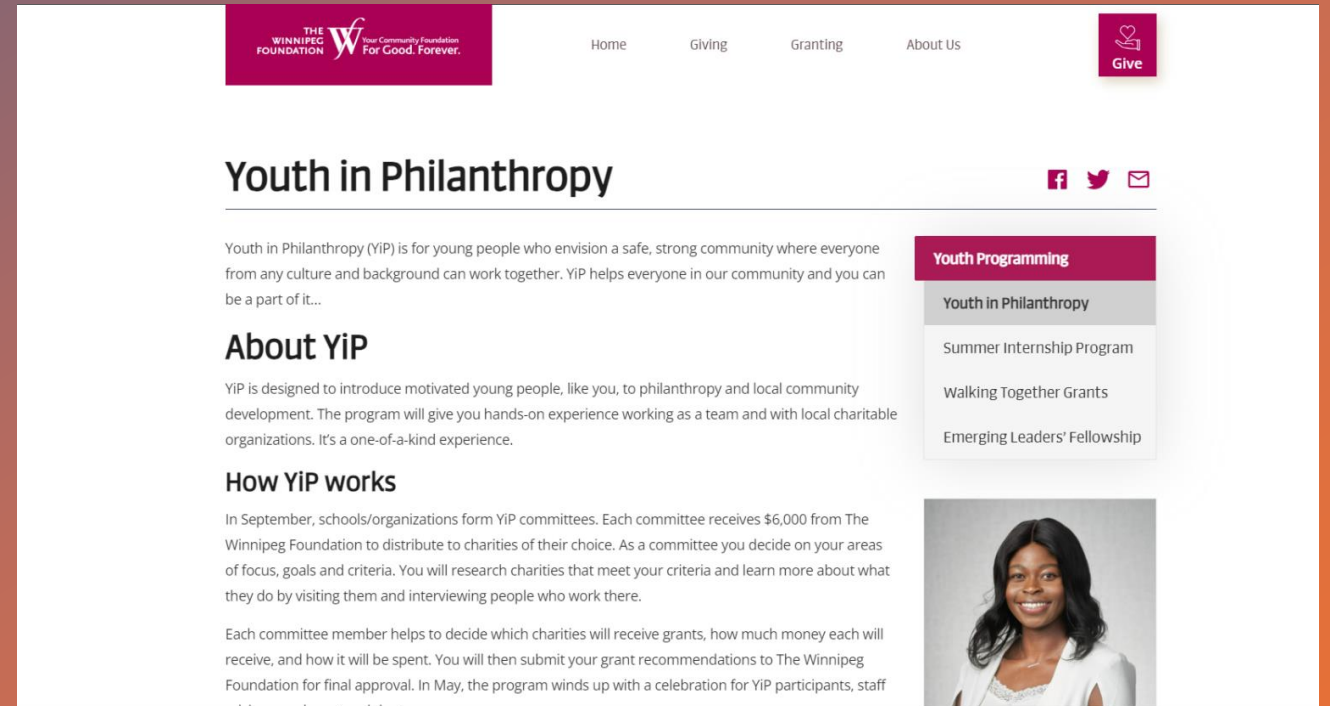 THE
WINNIPEG
FOUNDATION
Your Community Foundation
For Good. Forever.
Home
Giving
Granting
About Us
Give
Youth in Philanthropy
Youth in Philanthropy (YiP) is for young people who envision a safe, strong community where everyone
from any culture and background can work together. YiP helps everyone in our community and you can
be a part of it...
About YiP
YiP is designed to introduce motivated young people, like you, to philanthropy and local community
development. The program will give you hands-on experience working as a team and with local charitable
organizations. It's a one-of-a-kind experience.
How YiP works
In September, schools/organizations form YiP committees. Each committee receives $6,000 from The
Winnipeg Foundation to distribute to charities of their choice. As a committee you decide on your areas
of focus, goals and criteria. You will research charities that meet your criteria and learn more about what
they do by visiting them and interviewing people who work there.
Each committee member helps to decide which charities will receive grants, how much money each will
receive, and how it will be spent. You will then submit your grant recommendations to The Winnipeg
Foundation for final approval. In May, the program winds up with a celebration for YiP participants, staff
Youth Programming
Youth in Philanthropy
Summer Internship Program
Walking Together Grants
Emerging Leaders' Fellowship